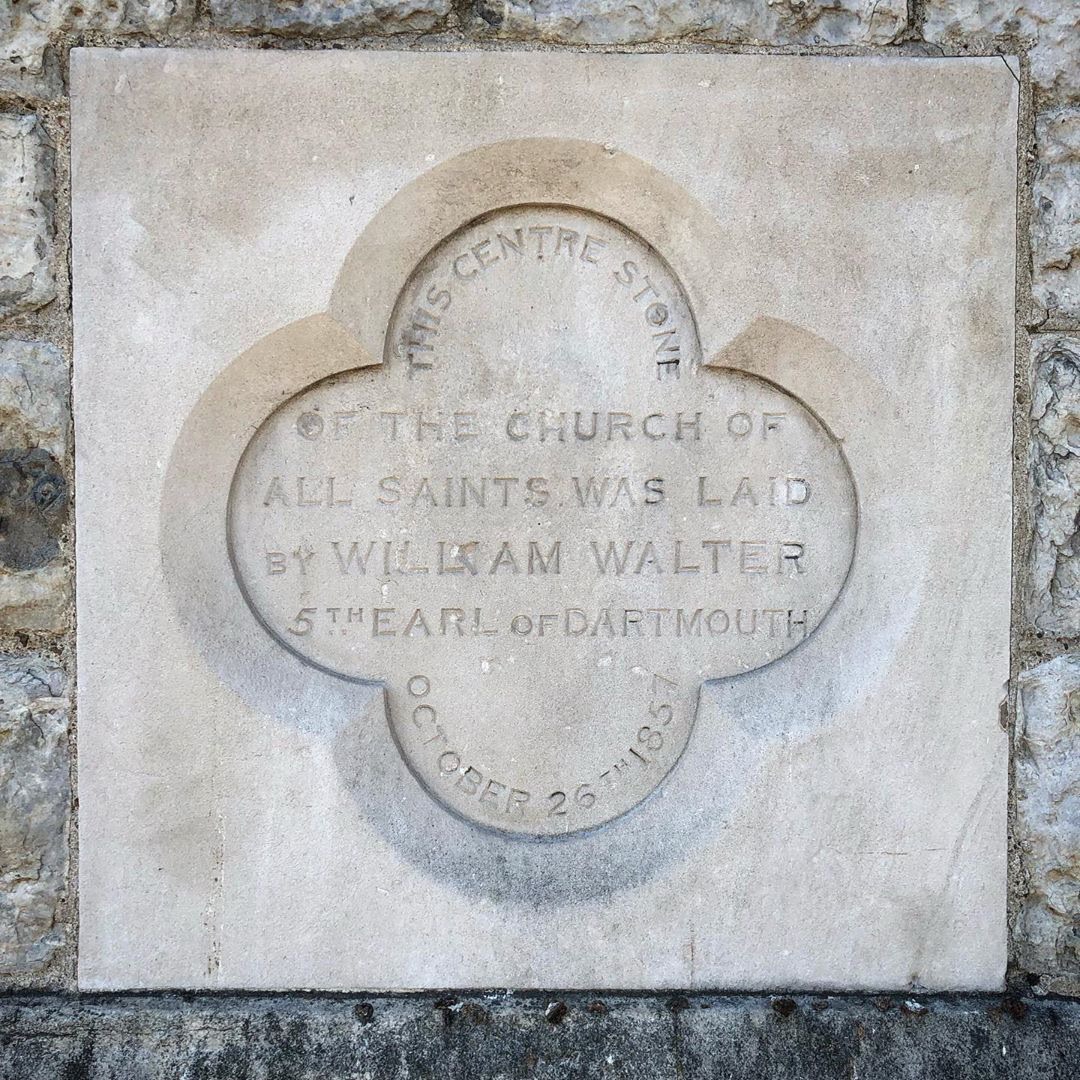 THIS CENTRE STONE
OF THE CHURCH OF
ALL SAINTS WAS LAID
BY WILLIAM WALTER
5TH EARL OF DARTMOUTH
OCTOBER 26TH 1857